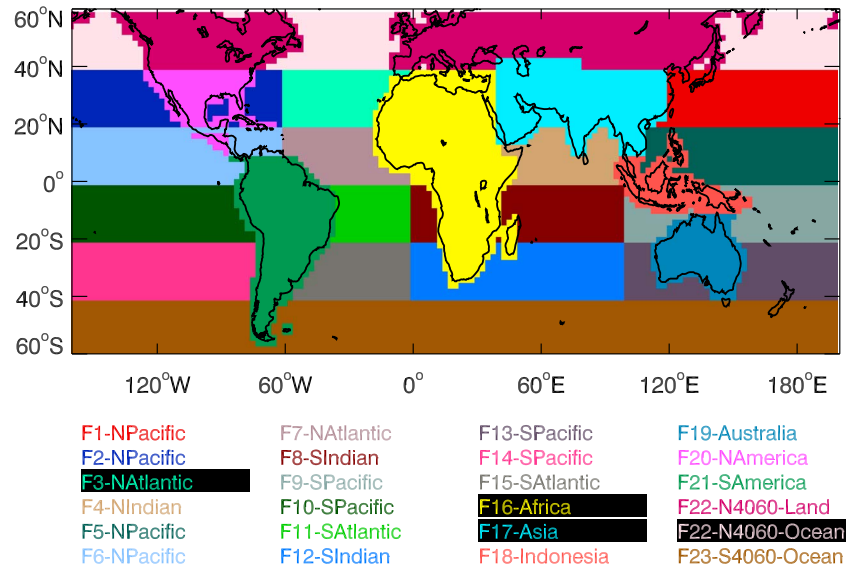 60°N
40°N
20°N
0°
20°S
40°S
60°S
120°W 60°W 0° 60°E 120°E 180°E
F1-NPacific F7-NAtlantic F13-SPacific F19-Australia
F2-NPacific F8-SIndian F14-SPacific F20-NAmerica
F3-NAtlantic F9-SPacific F15-SAtlantic F21-SAmerica
F4-NIndian F10-SPacific F16-Africa F22-N4060-Land
F5-NPacific F11-SAtlantic F17-Asia F22-N4060-Ocean
F6-NPacific F12-SIndian F18-Indonesia F23-S4060-Ocean